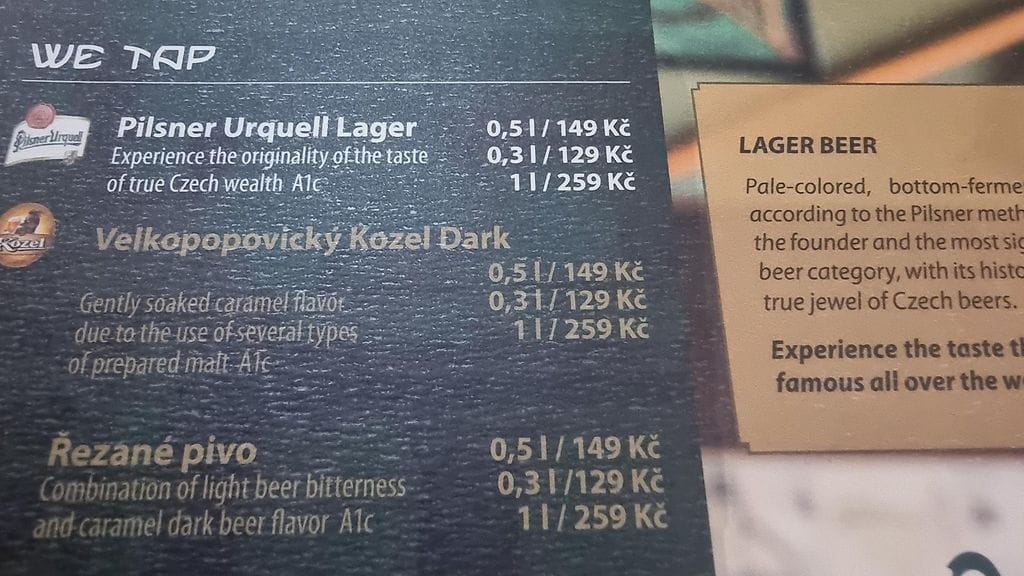 WE TAP
Pilsner Urquell
Pilsner Urquell Lager 0,5 l / 149 Kč
Experience the originality of the taste 0,3 l / 129 Kč
of true Czech wealth A1c 1 l / 259 Kč
Kozel
Velkopopovický Kozel Dark
0,5 l / 149 Kč
Gently soaked caramel flavor 0,3 l / 129 Kč
due to the use of several types 1 l / 259 Kč
of prepared malt A1c
Řezané pivo 0,5 l / 149 Kč
Combination of light beer bitterness 0,3 l / 129 Kč
and caramel dark beer flavor A1c 1 l / 259 Kč
LAGER BEER
Pale-colored, bottom-ferme
according to the Pilsner meth
the founder and the most sig
beer category, with its histo
true jewel of Czech beers.
Experience the taste th
famous all over the w